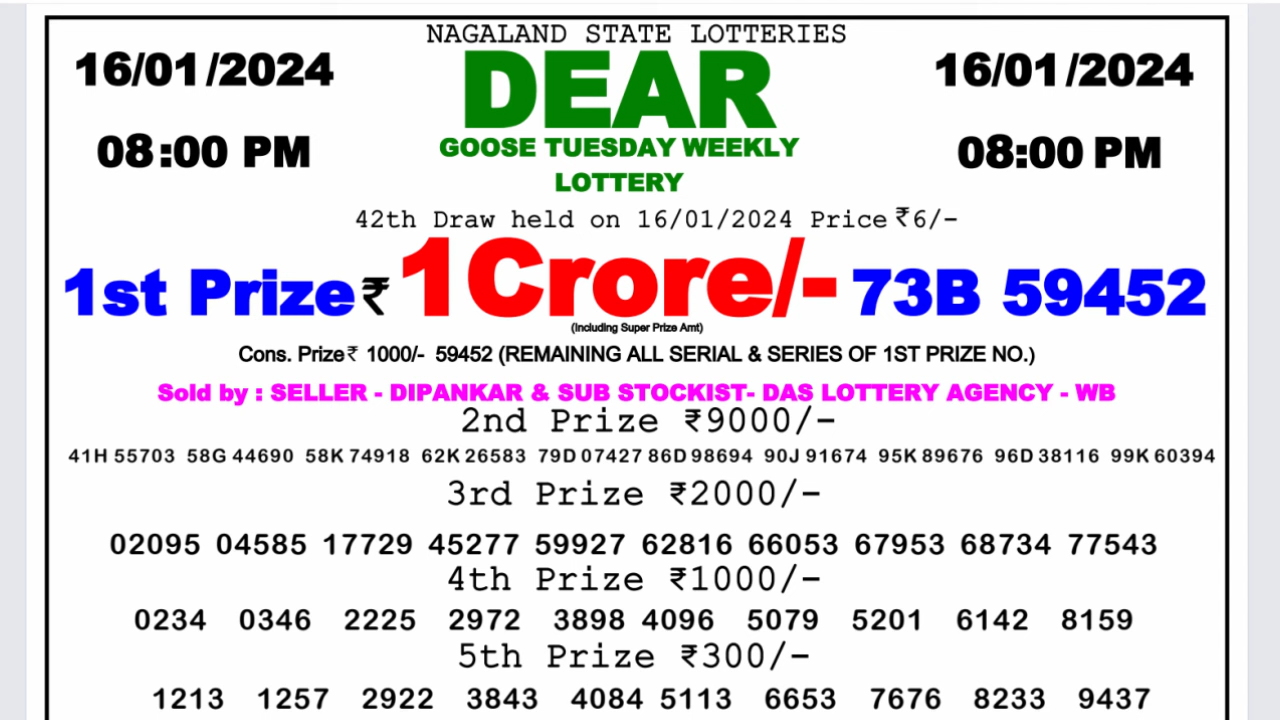 NAGALAND STATE LOTTERIES
16/01/2024 DEAR 16/01/2024
08:00 PM GOOSE TUESDAY WEEKLY 08:00 PM
LOTTERY
42th Draw held on 16/01/2024 Price ₹6/-
1st Prize ₹ 1Crore/- 73B 59452
(Including Super Prize Amt)
Cons. Prize ₹ 1000/- 59452 (REMAINING ALL SERIAL & SERIES OF 1ST PRIZE NO.)
Sold by : SELLER - DIPANKAR & SUB STOCKIST- DAS LOTTERY AGENCY - WB
2nd Prize ₹9000/-
41H 55703 58G 44690 58K 74918 62K 26583 79D 07427 86D 98694 90J 91674 95K 89676 96D 38116 99K 60394
3rd Prize ₹2000/-
02095 04585 17729 45277 59927 62816 66053 67953 68734 77543
4th Prize ₹1000/-
0234 0346 2225 2972 3898 4096 5079 5201 6142 8159
5th Prize ₹300/-
1213 1257 2922 3843 4084 5113 6653 7676 8233 9437